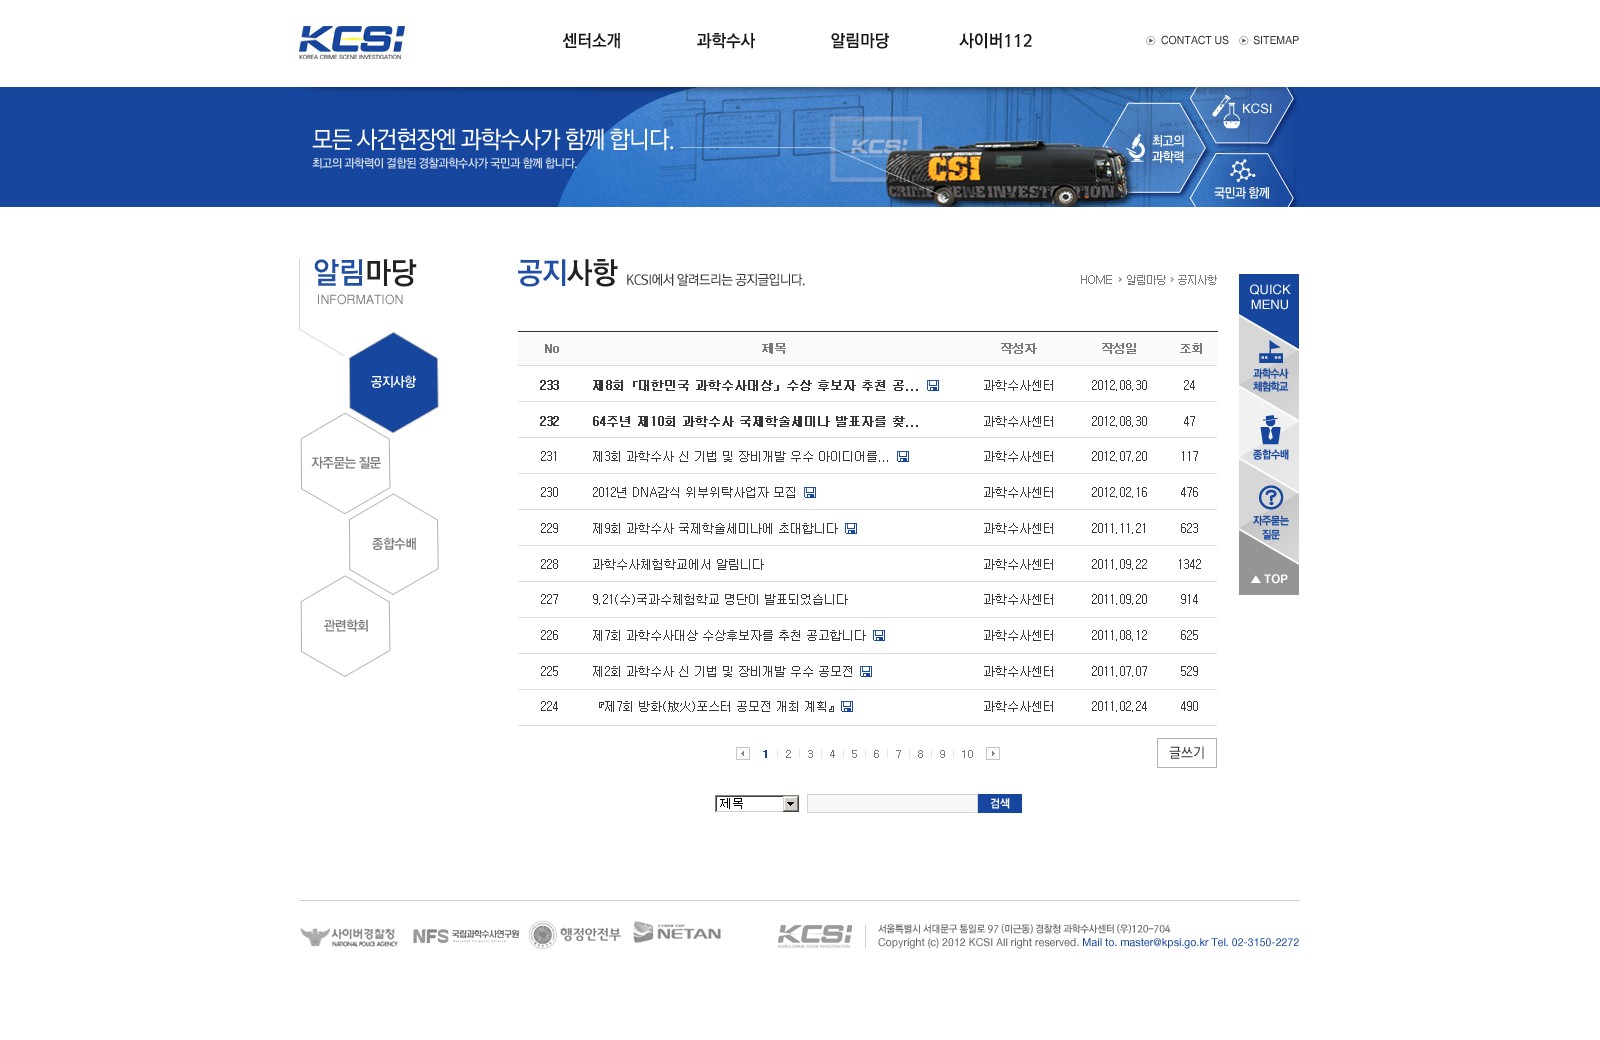 KCSI
KOREA CRIME SCENE INVESTIGATION
센터소개 과학수사 알림마당 사이버112
CONTACT US SITEMAP
모든 사건현장엔 과학수사가 함께 합니다.
최고의 과학력이 결합된 경찰과학수사가 국민과 함께 합니다.
KCSI
CSI
CRIME SCENE INVESTIGATION
최고의
과학력
KCSI
국민과 함께
알림마당
INFORMATION
공지사항
자주묻는 질문
종합수배
관련학회
공지사항 KCSI에서 알려드리는 공지글입니다.
HOME > 알림마당 > 공지사항
No 제목 작성자 작성일 조회
233 제8회 「대한민국 과학수사대상」 수상 후보자 추천 공... 과학수사센터 2012.08.30 24
232 64주년 제10회 과학수사 국제학술세미나 발표자를 찾... 과학수사센터 2012.08.30 47
231 제3회 과학수사 신 기법 및 장비개발 우수 아이디어를... 과학수사센터 2012.07.20 117
230 2012년 DNA감식 위부위탁사업자 모집 과학수사센터 2012.02.16 476
229 제9회 과학수사 국제학술세미나에 초대합니다 과학수사센터 2011.11.21 623
228 과학수사체험학교에서 알림니다 과학수사센터 2011.09.22 1342
227 9.21(수)국과수체험학교 명단이 발표되었습니다 과학수사센터 2011.09.20 914
226 제7회 과학수사대상 수상후보자를 추천 공고합니다 과학수사센터 2011.08.12 625
225 제2회 과학수사 신 기법 및 장비개발 우수 공모전 과학수사센터 2011.07.07 529
224 『제7회 방화(放火)포스터 공모전 개최 계획』 과학수사센터 2011.02.24 490
1 2 3 4 5 6 7 8 9 10
글쓰기
제목 검색
QUICK
MENU
과학수사
체험학교
종합수배
자주묻는
질문
TOP
사이버경찰청
NATIONAL POLICE AGENCY
NFS 국립과학수사연구원
행정안전부
NETAN
KCSI
KOREA CRIME SCENE INVESTIGATION
서울특별시 서대문구 통일로 97 (미근동) 경찰청 과학수사센터 (우)120-704
Copyright (c) 2012 KCSI All right reserved. Mail to. master@kpsi.go.kr Tel. 02-3150-2272